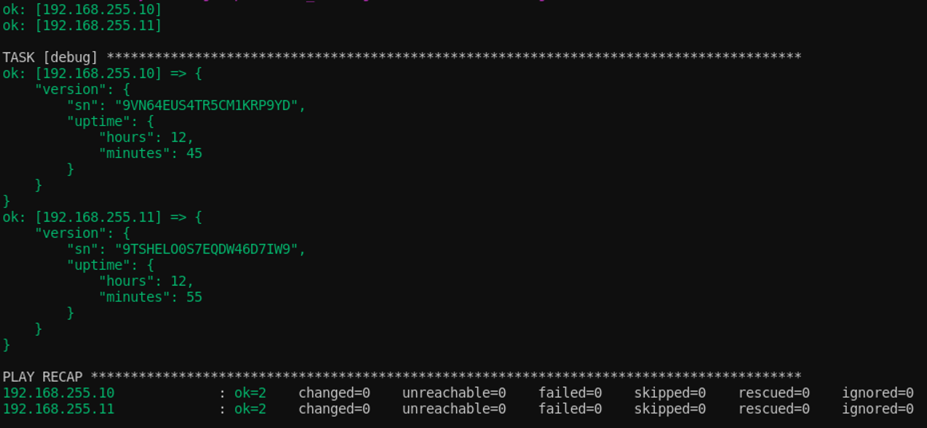 ok: [192.168.255.10]
ok: [192.168.255.11]
TASK [debug] ***************************************************************************************
ok: [192.168.255.10] => {
    "version": {
        "sn": "9VN64EUS4TR5CM1KRP9YD",
        "uptime": {
            "hours": 12,
            "minutes": 45
        }
    }
}
ok: [192.168.255.11] => {
    "version": {
        "sn": "9TSHELO0S7EQDW46D7IW9",
        "uptime": {
            "hours": 12,
            "minutes": 55
        }
    }
}
PLAY RECAP *****************************************************************************************
192.168.255.10             : ok=2    changed=0    unreachable=0    failed=0    skipped=0    rescued=0    ignored=0
192.168.255.11             : ok=2    changed=0    unreachable=0    failed=0    skipped=0    rescued=0    ignored=0